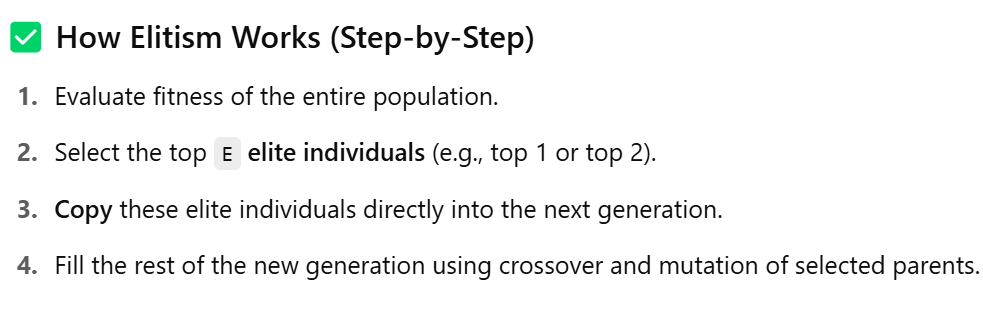 How Elitism Works (Step-by-Step)
1. Evaluate fitness of the entire population.
2. Select the top E elite individuals (e.g., top 1 or top 2).
3. Copy these elite individuals directly into the next generation.
4. Fill the rest of the new generation using crossover and mutation of selected parents.